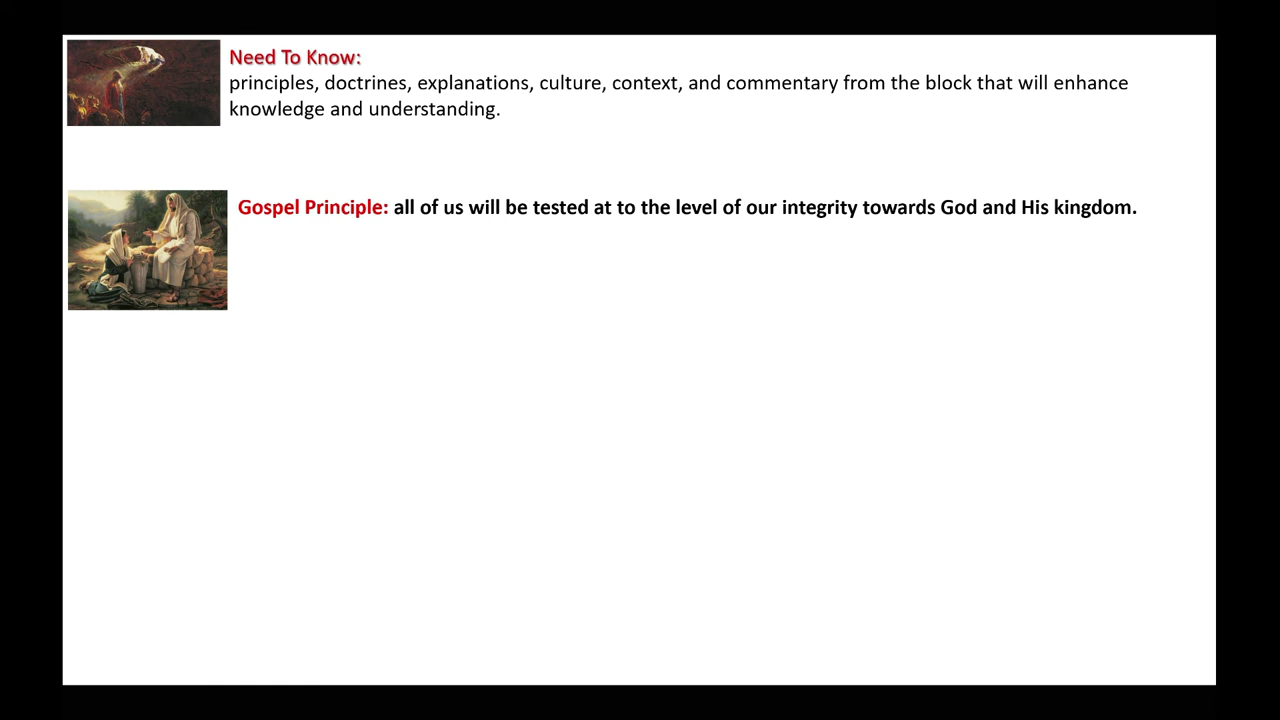 Need To Know:
principles, doctrines, explanations, culture, context, and commentary from the block that will enhance
knowledge and understanding.
Gospel Principle: all of us will be tested at to the level of our integrity towards God and His kingdom.